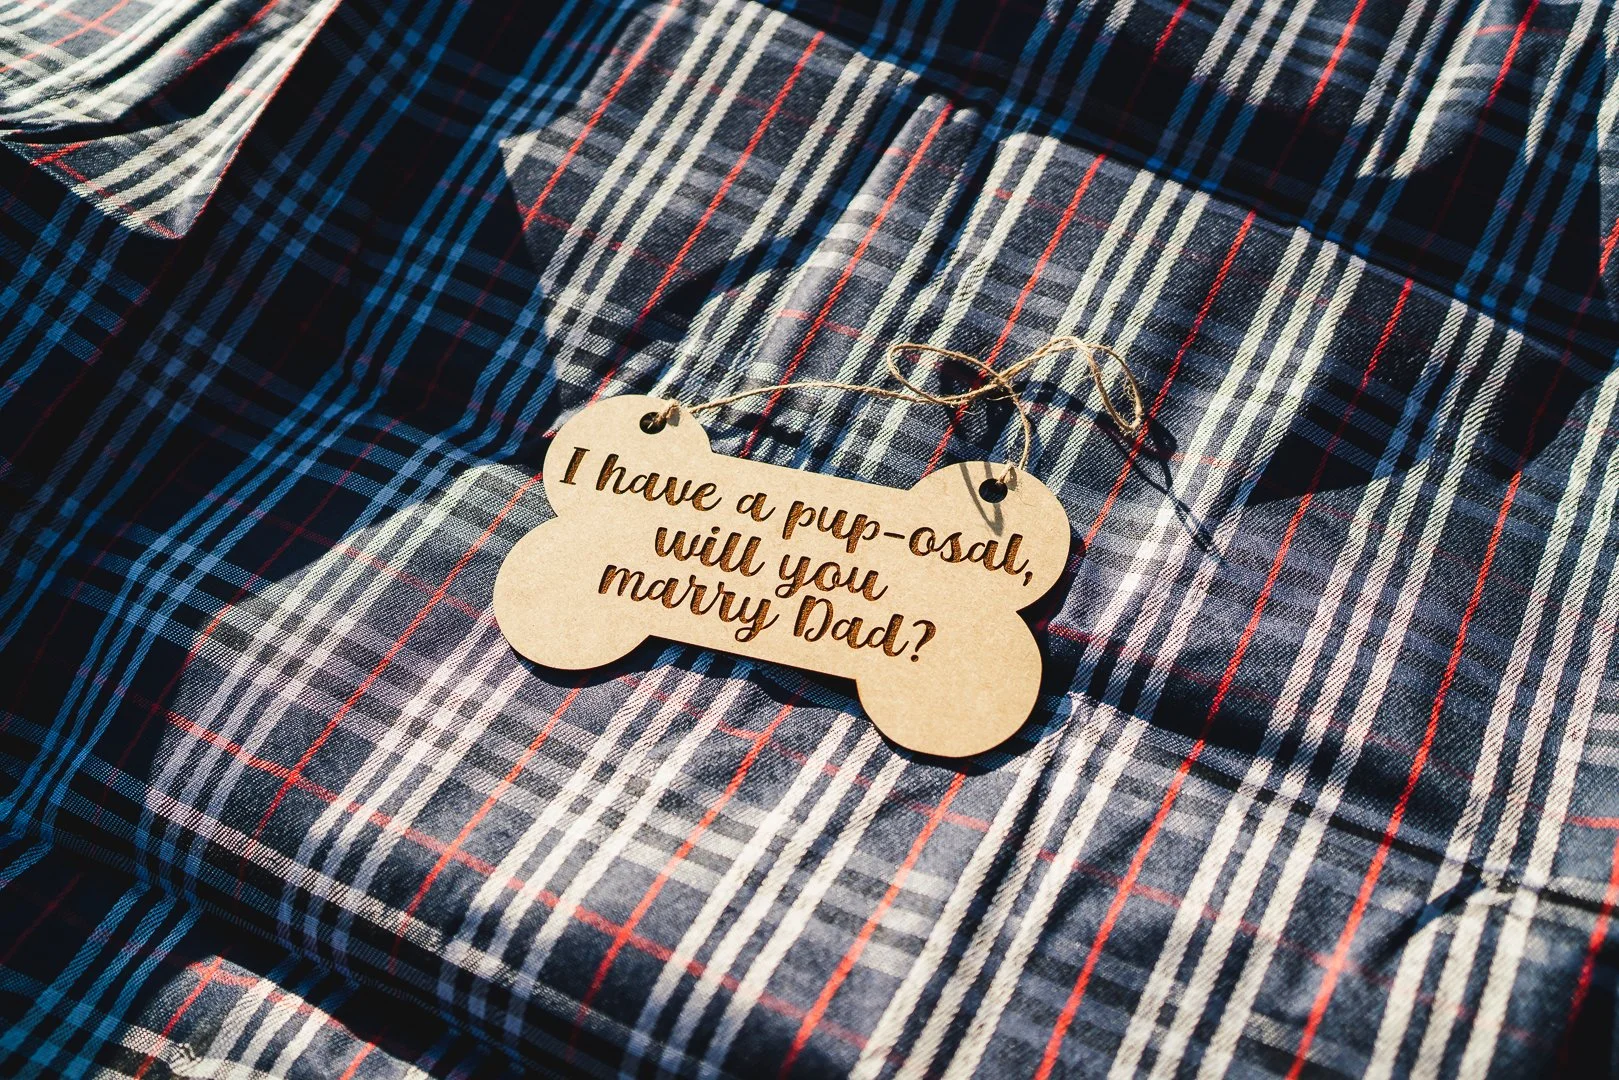 I have a pup-osal,
will you
marry Dad?